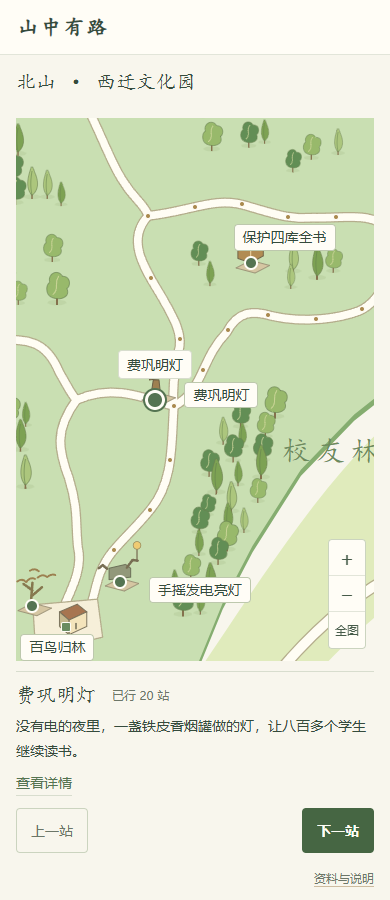 山中有路
北山 • 西迁文化园
保护四库全书
费巩明灯
费巩明灯
校友林
手摇发电亮灯
+
−
全图
百鸟归林
费巩明灯 已行 20 站
没有电的夜里，一盏铁皮香烟罐做的灯，让八百多个学生
继续读书。
查看详情
上一站
下一站
资料与说明